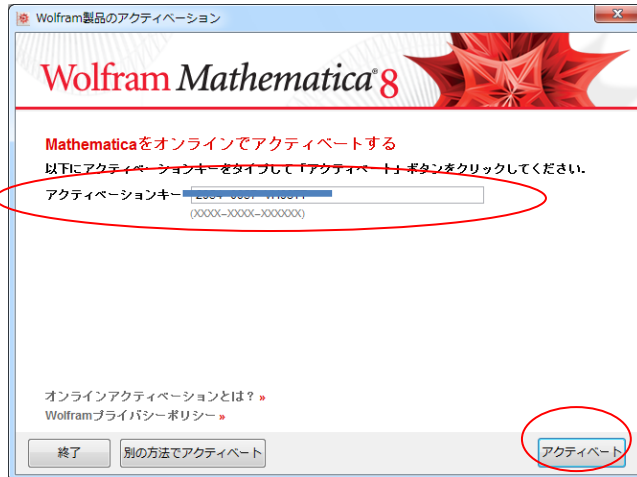 Wolfram製品のアクティベーション
Wolfram Mathematica®8
Mathematicaをオンラインでアクティベートする
以下にアクティベーションキーをタイプして「アクティベート」ボタンをクリックしてください.
アクティベーションキー
(XXXX-XXXX-XXXXXX)
オンラインアクティベーションとは? »
Wolframプライバシーポリシー »
終了 別の方法でアクティベート アクティベート